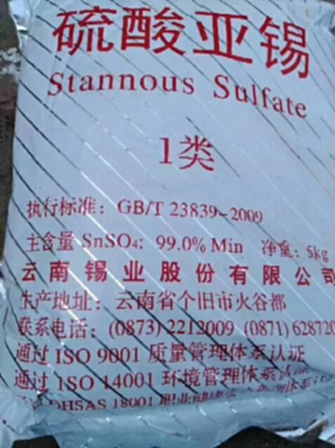 硫酸亚锡
Stannous Sulfate
1类
执行标准：GB/T 23839-2009
主含量 SnSO₄：99.0% Min 净重：5kg
云南锡业股份有限公司
生产地址：云南省个旧市火谷都
联系电话：(0873) 2212009 (0871) 628720
通过 ISO 9001 质量管理体系认证
通过 ISO 14001 环境管理体系认证
OHSAS 18001